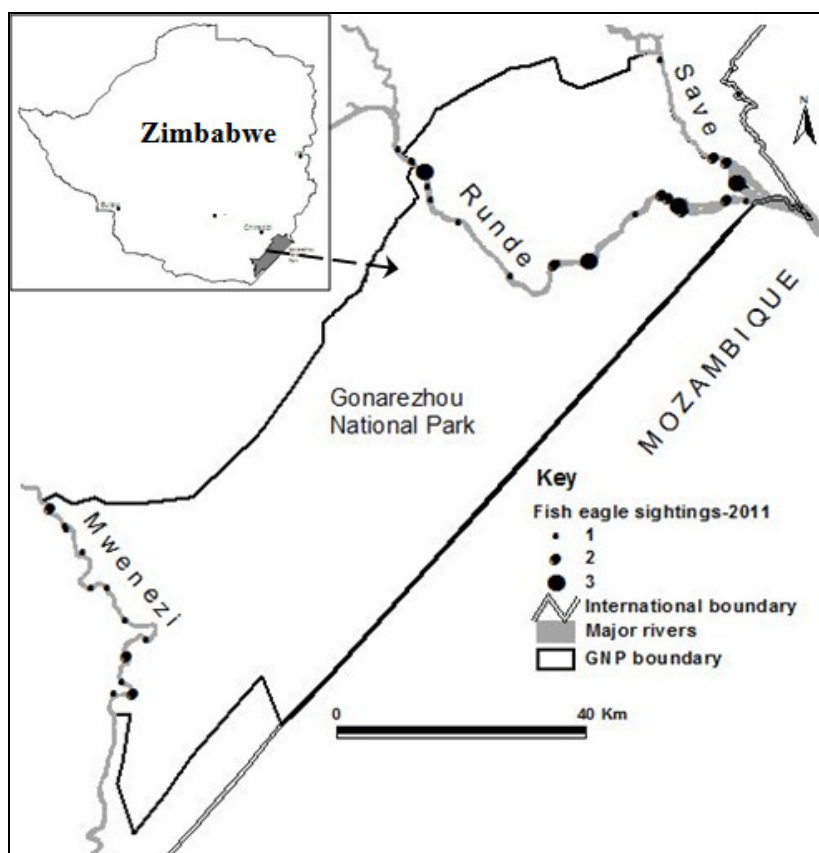 Zimbabwe
N
Save
Runde
MOZAMBIQUE
Gonarezhou
National Park
Mwenezi
Key
Fish eagle sightings-2011
1
2
3
International boundary
Major rivers
GNP boundary
0 40 Km